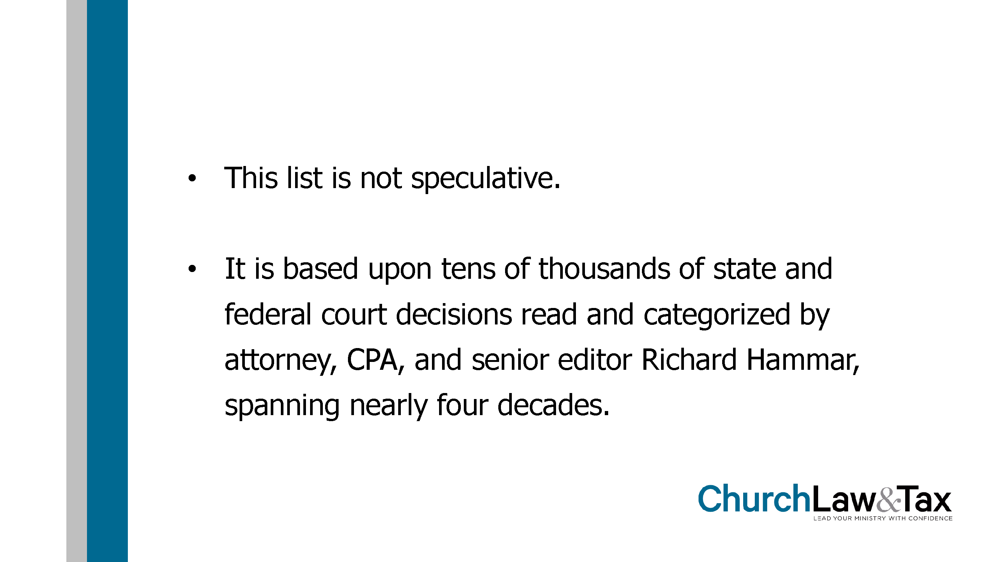 • This list is not speculative.
• It is based upon tens of thousands of state and
federal court decisions read and categorized by
attorney, CPA, and senior editor Richard Hammar,
spanning nearly four decades.
ChurchLaw&Tax
LEAD YOUR MINISTRY WITH CONFIDENCE